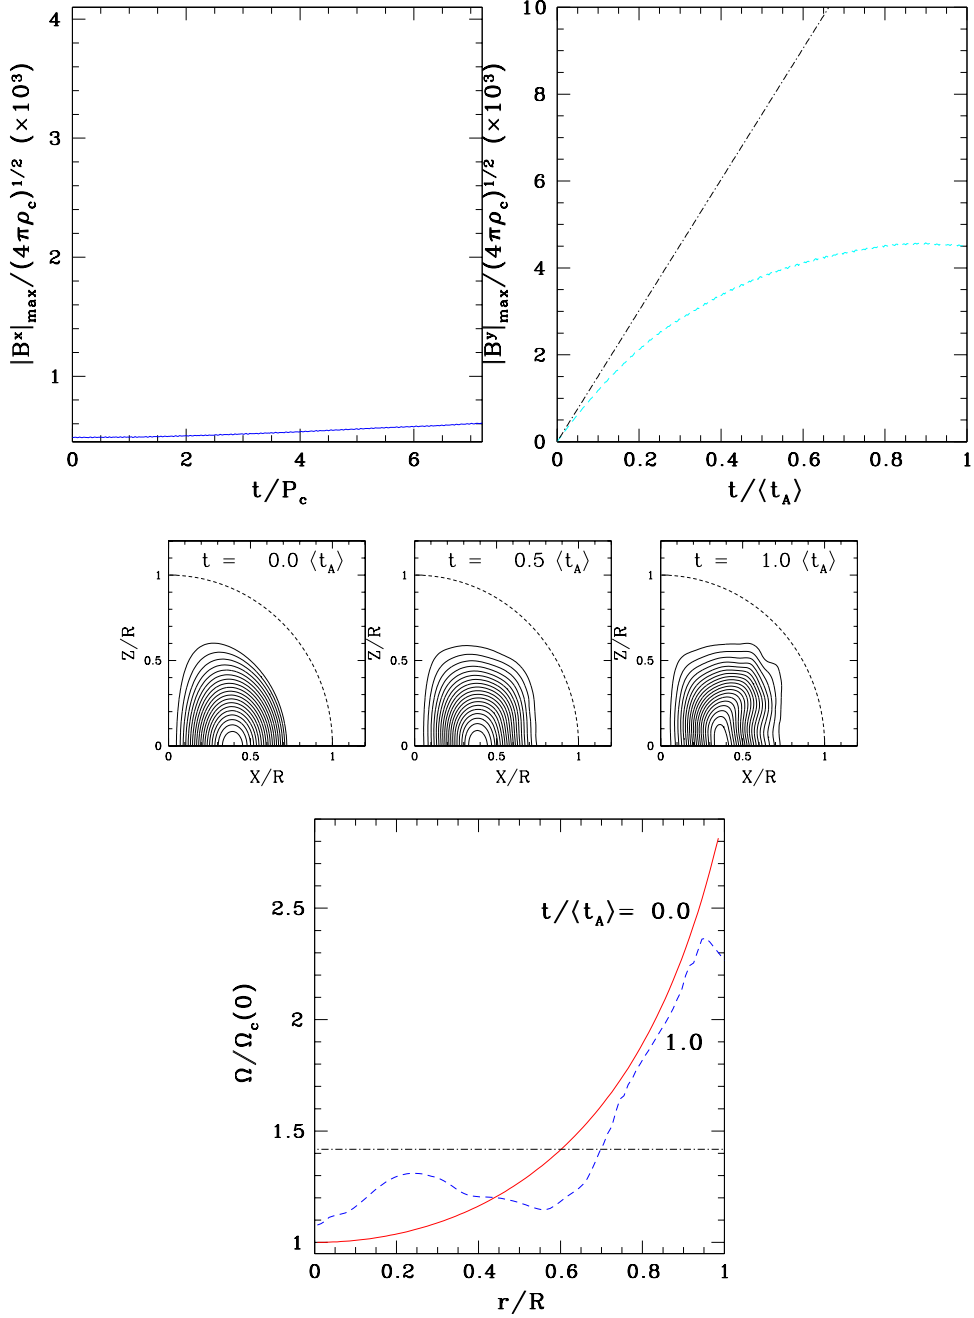 |B^x|_max/(4πρ_c)^1/2 (×10^3)
4
3
2
1
0 2 4 6
t/P_c
|B^y|_max/(4πρ_c)^1/2 (×10^3)
10
8
6
4
2
0
0 0.2 0.4 0.6 0.8 1
t/⟨t_A⟩
t = 0.0 ⟨t_A⟩
Z/R
1
0.5
0
0 0.5 1
X/R
t = 0.5 ⟨t_A⟩
Z/R
1
0.5
0
0 0.5 1
X/R
t = 1.0 ⟨t_A⟩
Z/R
1
0.5
0
0 0.5 1
X/R
Ω/Ω_c(0)
2.5
2
1.5
1
t/⟨t_A⟩= 0.0
1.0
0 0.2 0.4 0.6 0.8 1
r/R